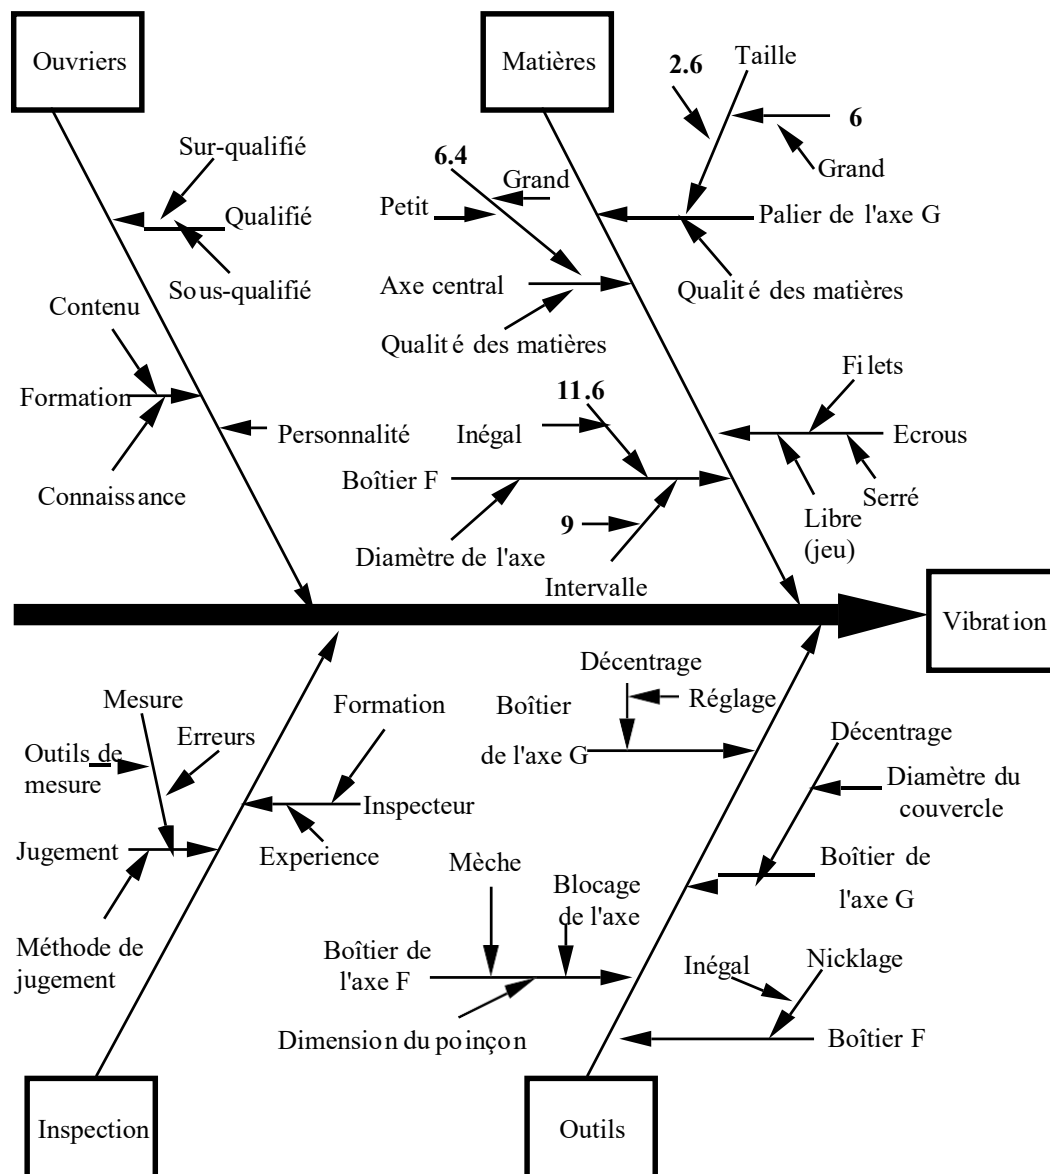 Ouvriers
Matières
Taille
2.6
6
Sur-qualifié
6.4
Grand
Grand
Petit
Qualifié
Palier de l'axe G
Sous-qualifié
Axe central
Qualité des matières
Contenu
Qualité des matières
Filets
Formation
11.6
Personnalité
Inégal
Ecrous
Boîtier F
Connaissance
Serré
9
Libre
(jeu)
Diamètre de l'axe
Intervalle
Vibration
Décentrage
Mesure
Formation
Boîtier
Réglage
Erreurs
Décentrage
Outils de
mesure
de l'axe G
Diamètre du
couvercle
Inspecteur
Jugement
Experience
Mèche
Boîtier de
l'axe G
Blocage
de l'axe
Méthode de
jugement
Boîtier de
l'axe F
Inégal
Nicklage
Dimension du poinçon
Boîtier F
Inspection
Outils